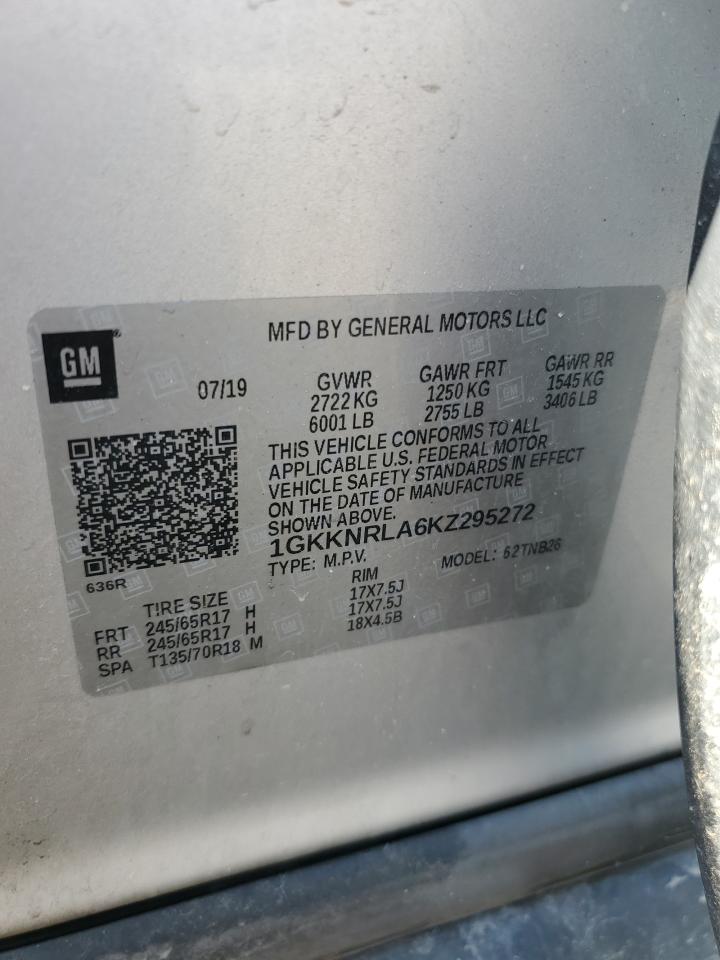 GM
MFD BY GENERAL MOTORS LLC
07/19
GVWR
2722 KG
6001 LB
GAWR FRT
1250 KG
2755 LB
GAWR RR
1545 KG
3406 LB
THIS VEHICLE CONFORMS TO ALL
APPLICABLE U.S. FEDERAL MOTOR
VEHICLE SAFETY STANDARDS IN EFFECT
ON THE DATE OF MANUFACTURE
SHOWN ABOVE.
1GKKNRLA6KZ295272
TYPE: M.P.V. MODEL: 62TNB26
636R
TIRE SIZE RIM
FRT 245/65R17 H 17X7.5J
RR 245/65R17 H 17X7.5J
SPA T135/70R18 M 18X4.5B